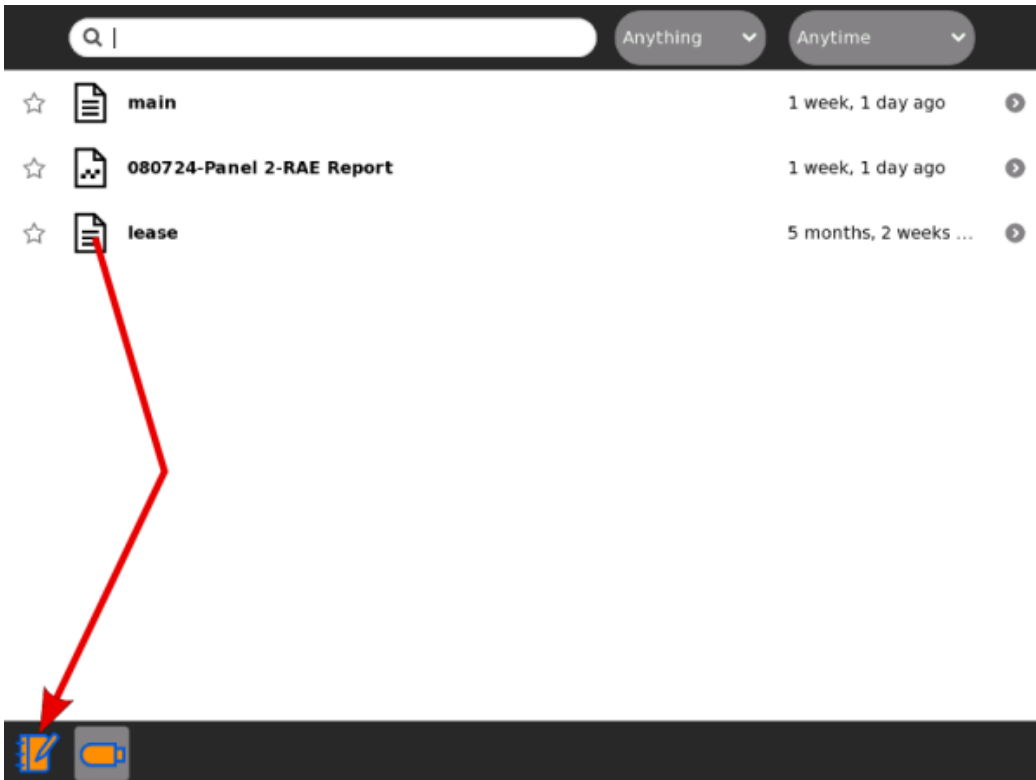 Anything Anytime
main 1 week, 1 day ago
080724-Panel 2-RAE Report 1 week, 1 day ago
lease 5 months, 2 weeks ...